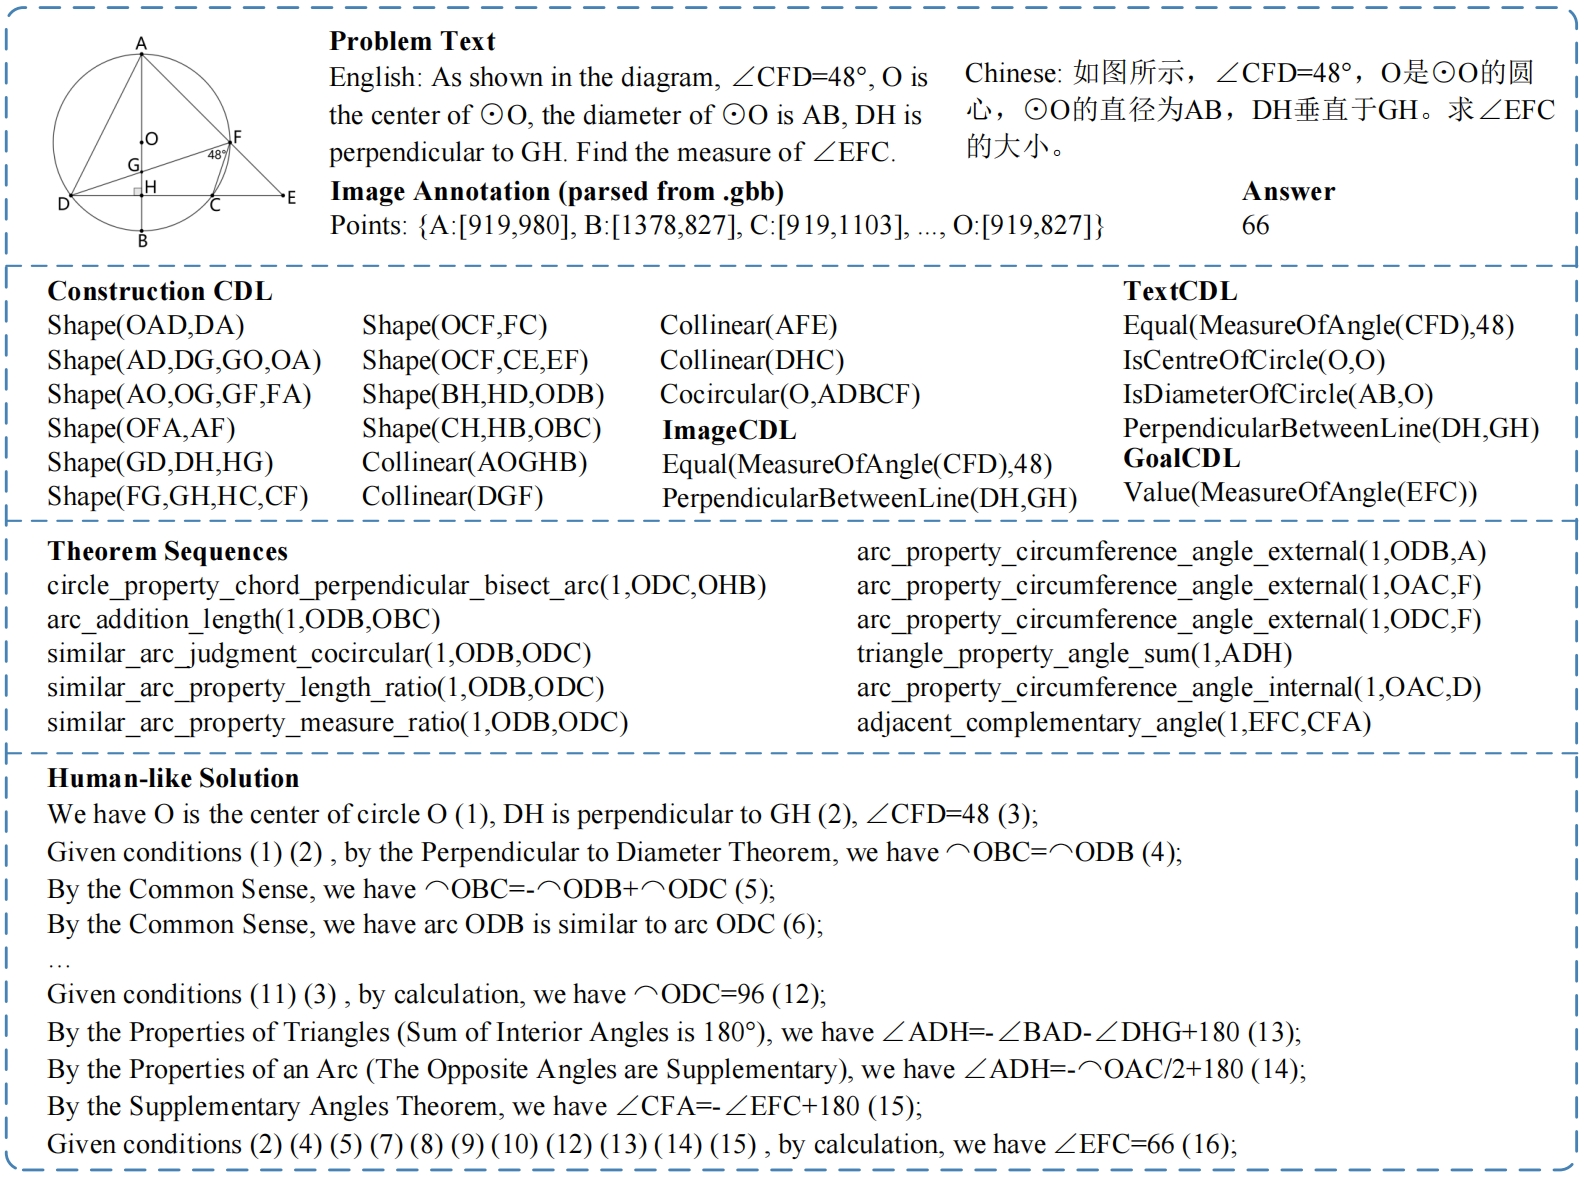 A
O
F
G
48°
H
D
C
E
B
Problem Text
English: As shown in the diagram, ∠CFD=48°, O is
the center of ⊙O, the diameter of ⊙O is AB, DH is
perpendicular to GH. Find the measure of ∠EFC.
Chinese: 如图所示，∠CFD=48°，O是⊙O的圆
心，⊙O的直径为AB，DH垂直于GH。求∠EFC
的大小。
Image Annotation (parsed from .gbb)
Points: {A:[919,980], B:[1378,827], C:[919,1103], ..., O:[919,827]}
Answer
66
Construction CDL
Shape(OAD,DA)
Shape(AD,DG,GO,OA)
Shape(AO,OG,GF,FA)
Shape(OFA,AF)
Shape(GD,DH,HG)
Shape(FG,GH,HC,CF)
Shape(OCF,FC)
Shape(OCF,CE,EF)
Shape(BH,HD,ODB)
Shape(CH,HB,OBC)
Collinear(AOGHB)
Collinear(DGF)
Collinear(AFE)
Collinear(DHC)
Cocircular(O,ADBCF)
ImageCDL
Equal(MeasureOfAngle(CFD),48)
PerpendicularBetweenLine(DH,GH)
TextCDL
Equal(MeasureOfAngle(CFD),48)
IsCentreOfCircle(O,O)
IsDiameterOfCircle(AB,O)
PerpendicularBetweenLine(DH,GH)
GoalCDL
Value(MeasureOfAngle(EFC))
Theorem Sequences
circle_property_chord_perpendicular_bisect_arc(1,ODC,OHB)
arc_addition_length(1,ODB,OBC)
similar_arc_judgment_cocircular(1,ODB,ODC)
similar_arc_property_length_ratio(1,ODB,ODC)
similar_arc_property_measure_ratio(1,ODB,ODC)
arc_property_circumference_angle_external(1,ODB,A)
arc_property_circumference_angle_external(1,OAC,F)
arc_property_circumference_angle_external(1,ODC,F)
triangle_property_angle_sum(1,ADH)
arc_property_circumference_angle_internal(1,OAC,D)
adjacent_complementary_angle(1,EFC,CFA)
Human-like Solution
We have O is the center of circle O (1), DH is perpendicular to GH (2), ∠CFD=48 (3);
Given conditions (1) (2) , by the Perpendicular to Diameter Theorem, we have ⌒OBC=⌒ODB (4);
By the Common Sense, we have ⌒OBC=-⌒ODB+⌒ODC (5);
By the Common Sense, we have arc ODB is similar to arc ODC (6);
...
Given conditions (11) (3) , by calculation, we have ⌒ODC=96 (12);
By the Properties of Triangles (Sum of Interior Angles is 180°), we have ∠ADH=-∠BAD-∠DHG+180 (13);
By the Properties of an Arc (The Opposite Angles are Supplementary), we have ∠ADH=-⌒OAC/2+180 (14);
By the Supplementary Angles Theorem, we have ∠CFA=-∠EFC+180 (15);
Given conditions (2) (4) (5) (7) (8) (9) (10) (12) (13) (14) (15) , by calculation, we have ∠EFC=66 (16);